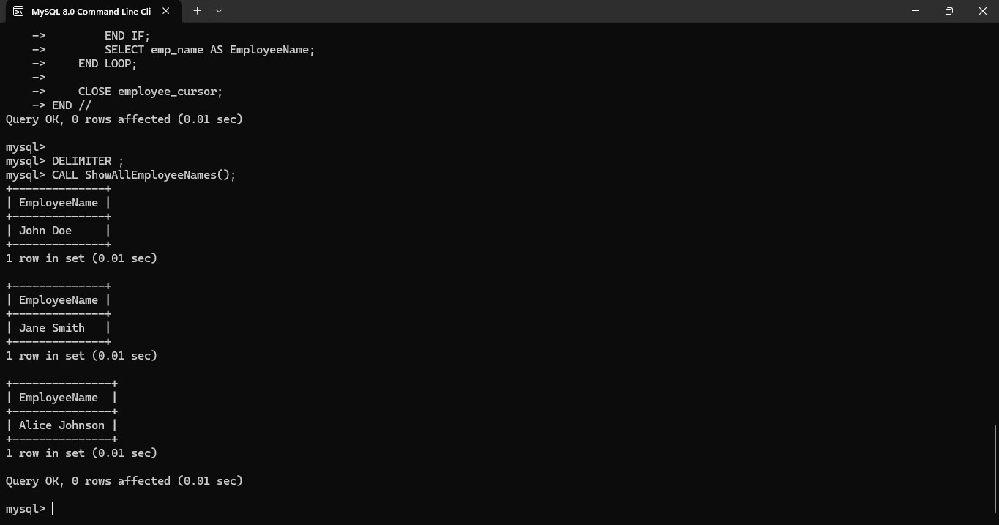 MySQL 8.0 Command Line Cli
-> END IF;
-> SELECT emp_name AS EmployeeName;
-> END LOOP;
->
-> CLOSE employee_cursor;
-> END //
Query OK, 0 rows affected (0.01 sec)
mysql>
mysql> DELIMITER ;
mysql> CALL ShowAllEmployeeNames();
+--------------+
| EmployeeName |
+--------------+
| John Doe     |
+--------------+
1 row in set (0.01 sec)
+--------------+
| EmployeeName |
+--------------+
| Jane Smith   |
+--------------+
1 row in set (0.01 sec)
+---------------+
| EmployeeName  |
+---------------+
| Alice Johnson |
+---------------+
1 row in set (0.01 sec)
Query OK, 0 rows affected (0.01 sec)
mysql>